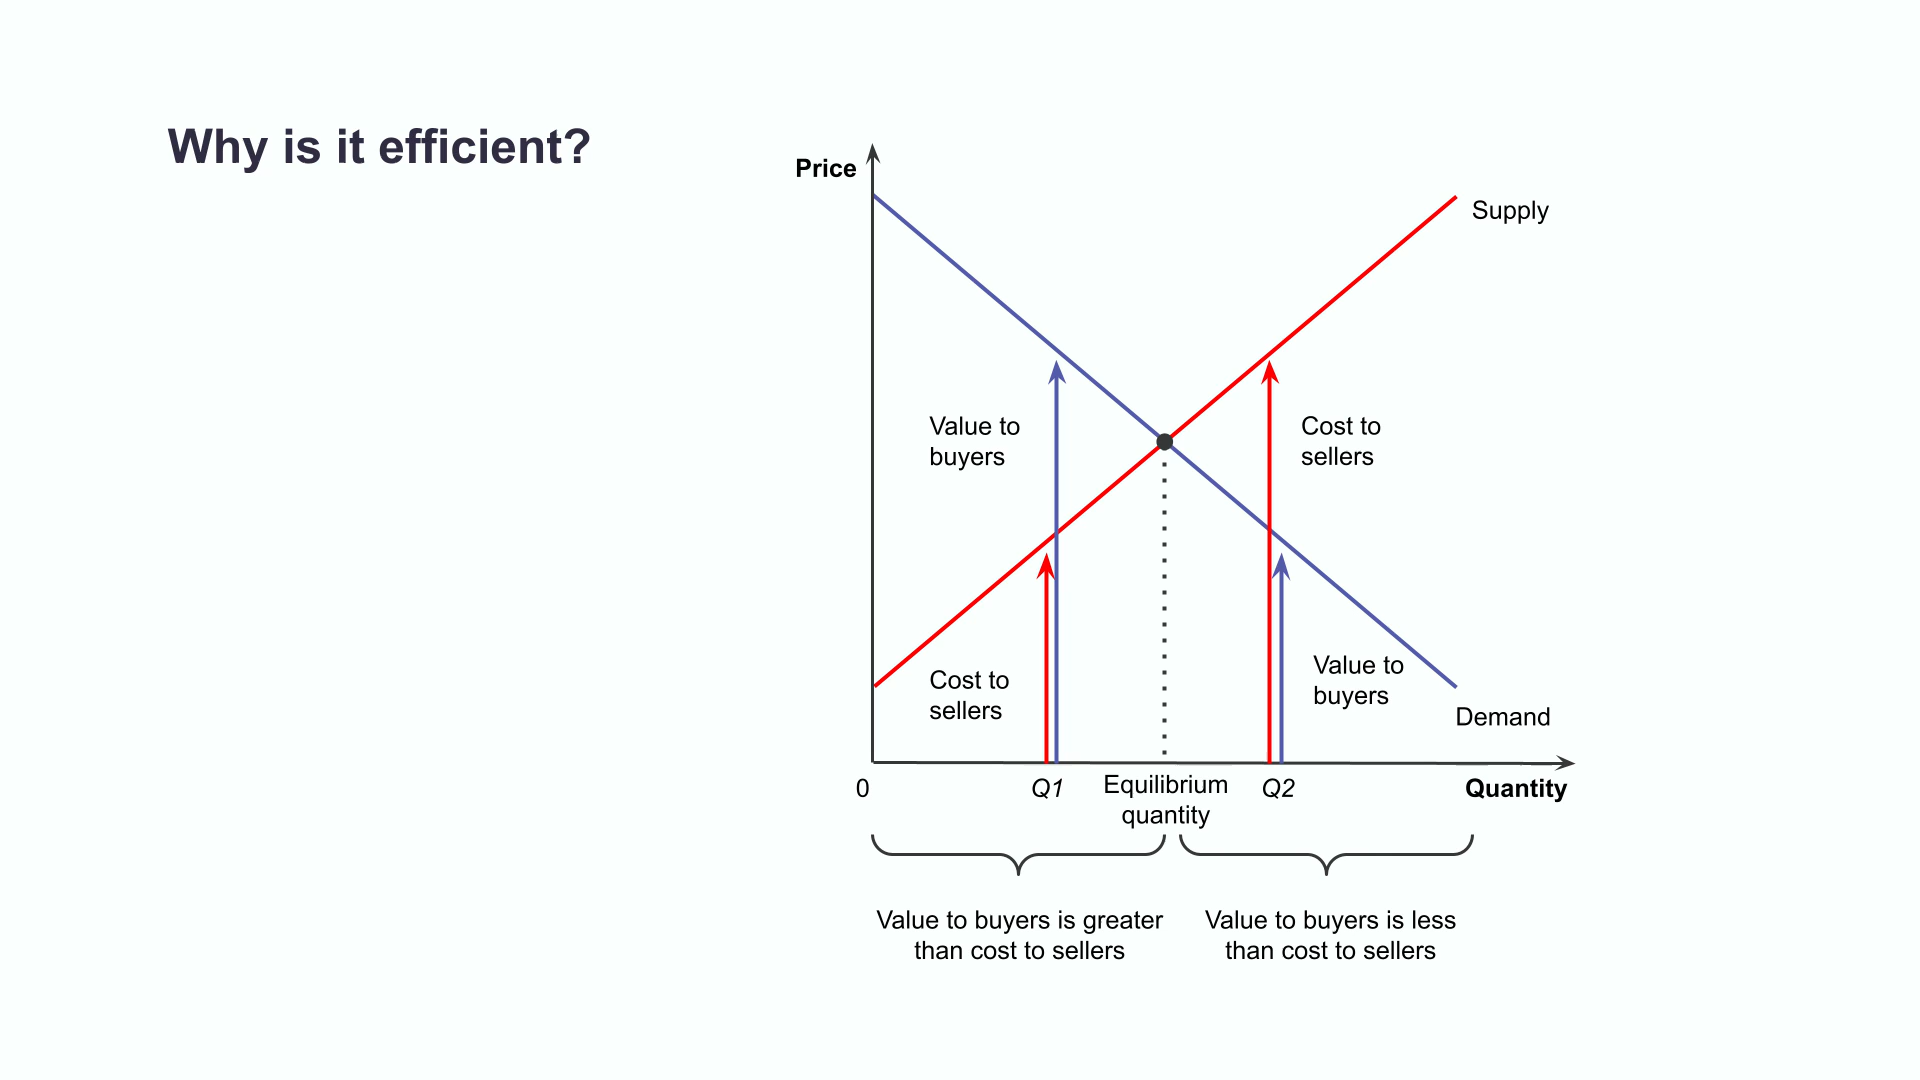 Why is it efficient?
Price
Supply
Value to
buyers
Cost to
sellers
Cost to
sellers
Value to
buyers
Demand
0
Q1
Equilibrium
quantity
Q2
Quantity
Value to buyers is greater
than cost to sellers
Value to buyers is less
than cost to sellers